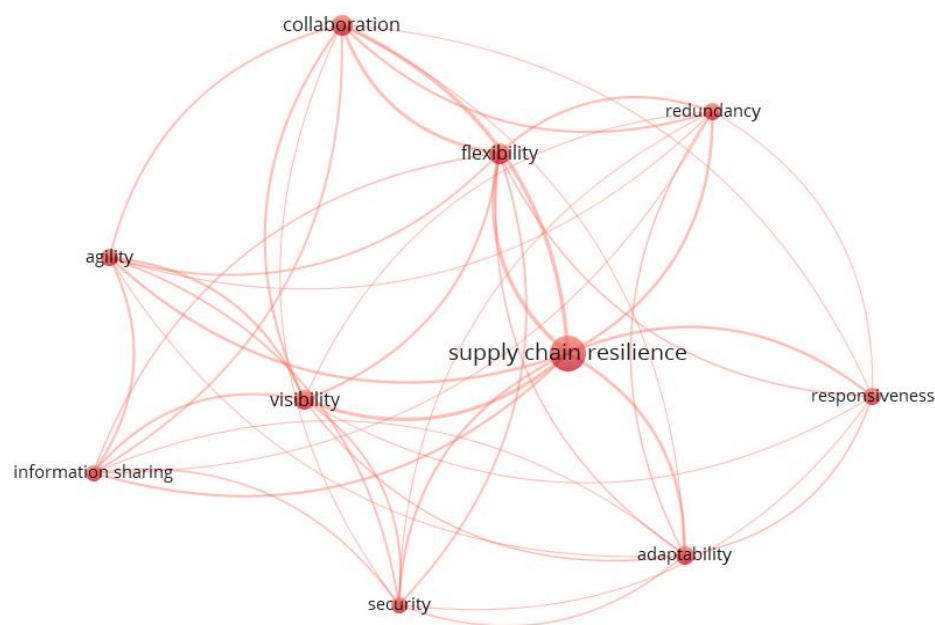 collaboration
redundancy
flexibility
agility
supply chain resilience
visibility
responsiveness
information sharing
adaptability
security